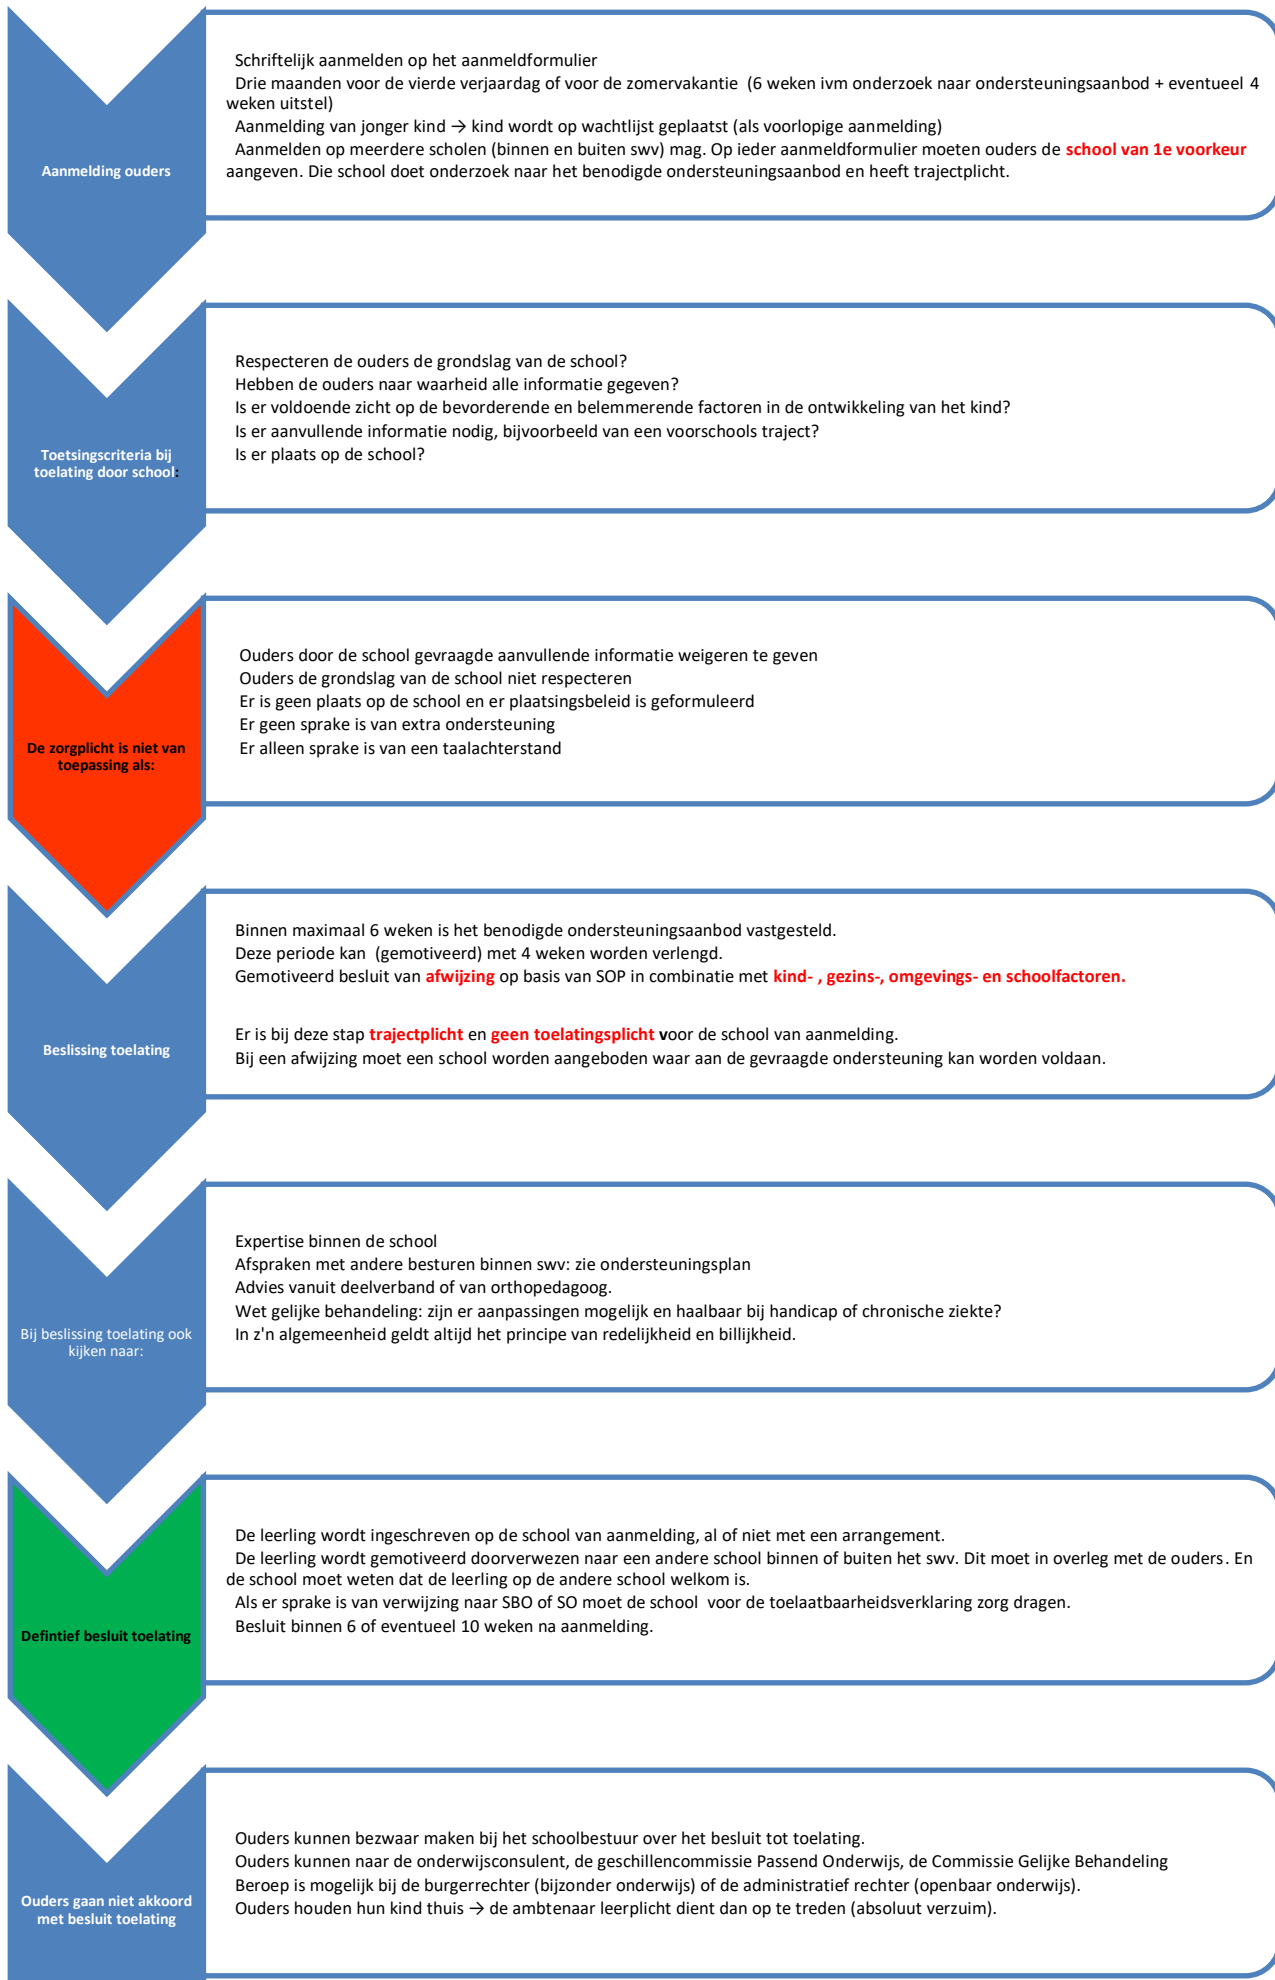 Aanmelding ouders
Schriftelijk aanmelden op het aanmeldformulier
Drie maanden voor de vierde verjaardag of voor de zomervakantie (6 weken ivm onderzoek naar ondersteuningsaanbod + eventueel 4
weken uitstel)
Aanmelding van jonger kind → kind wordt op wachtlijst geplaatst (als voorlopige aanmelding)
Aanmelden op meerdere scholen (binnen en buiten swv) mag. Op ieder aanmeldformulier moeten ouders de school van 1e voorkeur
aangeven. Die school doet onderzoek naar het benodigde ondersteuningsaanbod en heeft trajectplicht.
Toetsingscriteria bij
toelating door school:
Respecteren de ouders de grondslag van de school?
Hebben de ouders naar waarheid alle informatie gegeven?
Is er voldoende zicht op de bevorderende en belemmerende factoren in de ontwikkeling van het kind?
Is er aanvullende informatie nodig, bijvoorbeeld van een voorschools traject?
Is er plaats op de school?
De zorgplicht is niet van
toepassing als:
Ouders door de school gevraagde aanvullende informatie weigeren te geven
Ouders de grondslag van de school niet respecteren
Er is geen plaats op de school en er plaatsingsbeleid is geformuleerd
Er geen sprake is van extra ondersteuning
Er alleen sprake is van een taalachterstand
Beslissing toelating
Binnen maximaal 6 weken is het benodigde ondersteuningsaanbod vastgesteld.
Deze periode kan (gemotiveerd) met 4 weken worden verlengd.
Gemotiveerd besluit van afwijzing op basis van SOP in combinatie met kind- , gezins-, omgevings- en schoolfactoren.
Er is bij deze stap trajectplicht en geen toelatingsplicht voor de school van aanmelding.
Bij een afwijzing moet een school worden aangeboden waar aan de gevraagde ondersteuning kan worden voldaan.
Bij beslissing toelating ook
kijken naar:
Expertise binnen de school
Afspraken met andere besturen binnen swv: zie ondersteuningsplan
Advies vanuit deelverband of van orthopedagoog.
Wet gelijke behandeling: zijn er aanpassingen mogelijk en haalbaar bij handicap of chronische ziekte?
In z'n algemeenheid geldt altijd het principe van redelijkheid en billijkheid.
Defintief besluit toelating
De leerling wordt ingeschreven op de school van aanmelding, al of niet met een arrangement.
De leerling wordt gemotiveerd doorverwezen naar een andere school binnen of buiten het swv. Dit moet in overleg met de ouders. En
de school moet weten dat de leerling op de andere school welkom is.
Als er sprake is van verwijzing naar SBO of SO moet de school voor de toelaatbaarheidsverklaring zorg dragen.
Besluit binnen 6 of eventueel 10 weken na aanmelding.
Ouders gaan niet akkoord
met besluit toelating
Ouders kunnen bezwaar maken bij het schoolbestuur over het besluit tot toelating.
Ouders kunnen naar de onderwijsconsulent, de geschillencommissie Passend Onderwijs, de Commissie Gelijke Behandeling
Beroep is mogelijk bij de burgerrechter (bijzonder onderwijs) of de administratief rechter (openbaar onderwijs).
Ouders houden hun kind thuis → de ambtenaar leerplicht dient dan op te treden (absoluut verzuim).